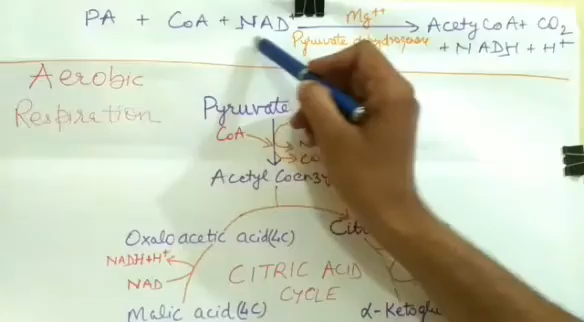 PA + CoA + NAD+ Mg++ Acety CoA + CO2
Pyruvate dehydrogenase + NADH + H+
Aerobic
Respiration
Pyruvate
CoA
Acetyl
Oxaloacetic acid (4C)
NADH+H+
CITRIC ACID
NAD
CYCLE
Malic acid (4C)